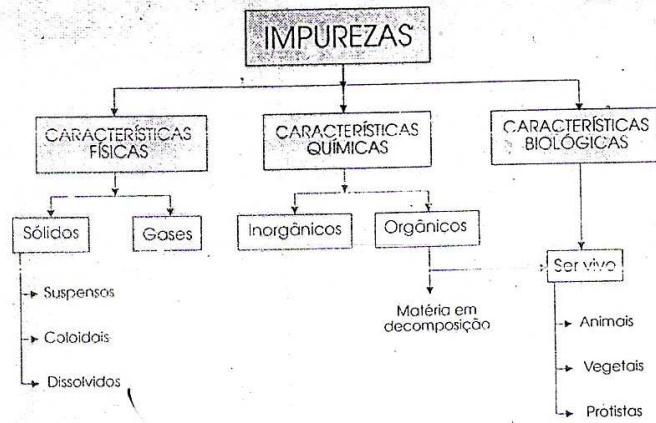 IMPUREZAS
CARACTERÍSTICAS
FÍSICAS
CARACTERÍSTICAS
QUÍMICAS
CARACTERÍSTICAS
BIOLÓGICAS
Sólidos
Gases
Inorgânicos
Orgânicos
Ser vivo
Suspensos
Coloidais
Dissolvidos
Matéria em
decomposição
Animais
Vegetais
Protistas